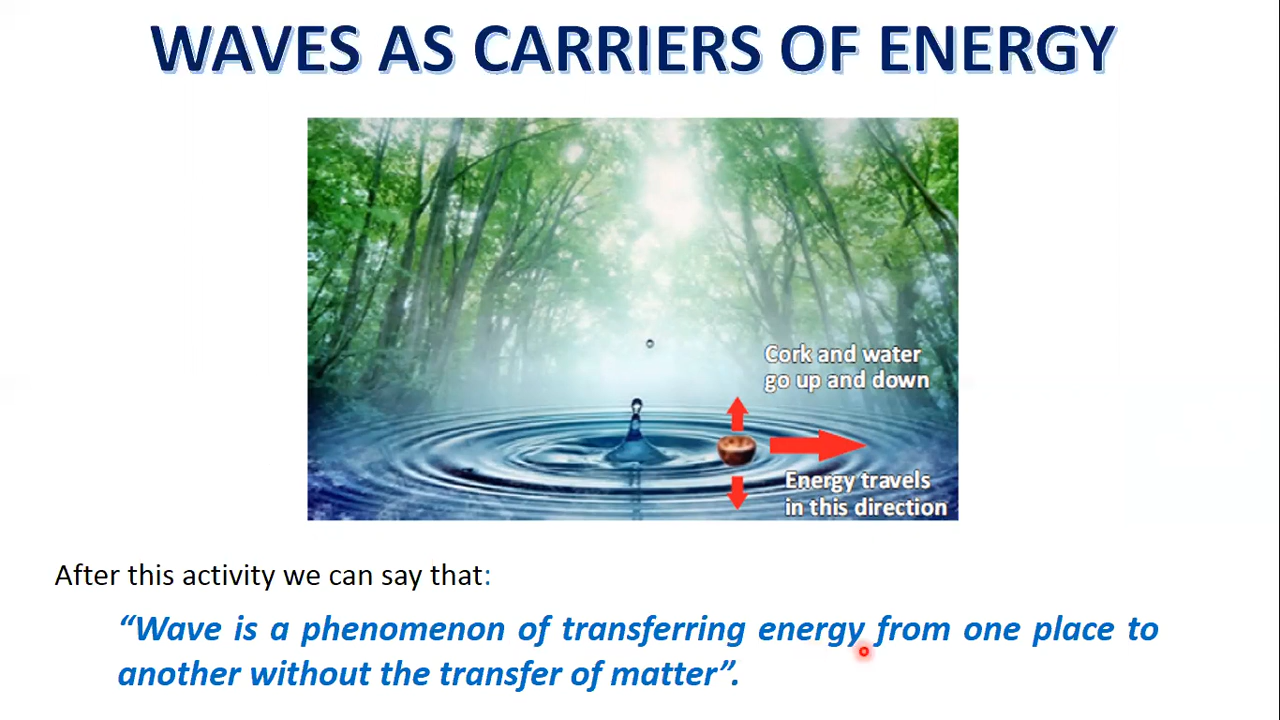 WAVES AS CARRIERS OF ENERGY
Cork and water
go up and down
Energy travels
in this direction
After this activity we can say that:
“Wave is a phenomenon of transferring energy from one place to
another without the transfer of matter”.